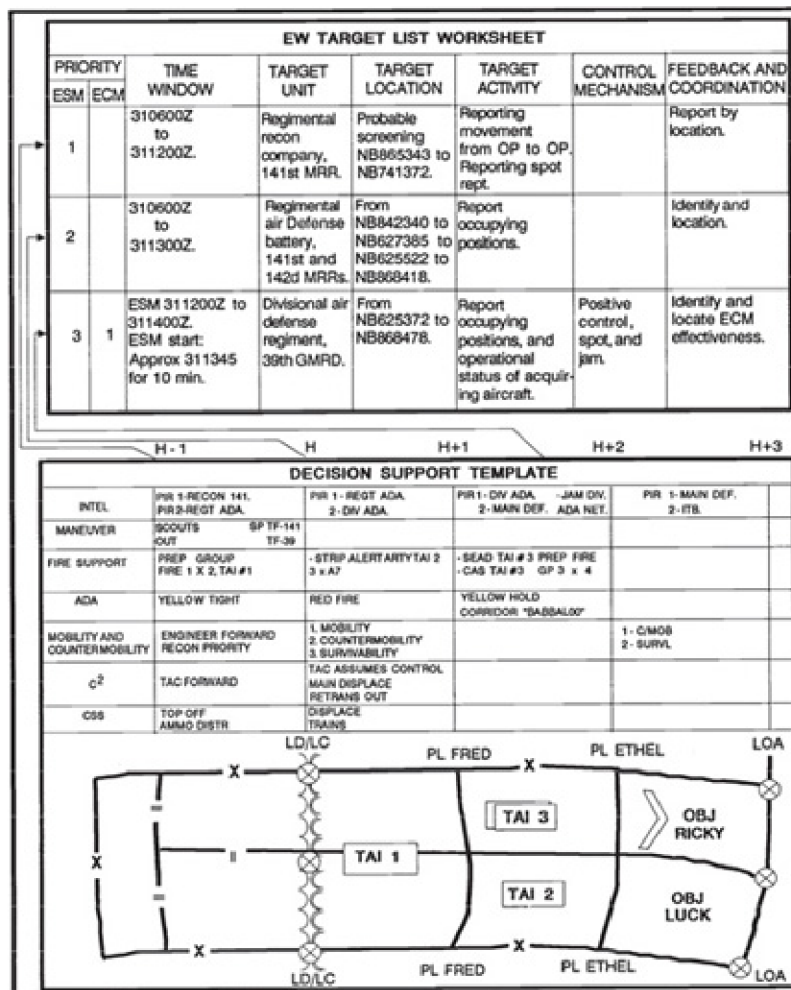 EW TARGET LIST WORKSHEET
PRIORITY
ESM ECM
TIME WINDOW
TARGET UNIT
TARGET LOCATION
TARGET ACTIVITY
CONTROL MECHANISM
FEEDBACK AND COORDINATION
1
310600Z
to
311200Z.
Regimental
recon
company,
141st MRR.
Probable
screening
NB865343 to
NB741372.
Reporting
movement
from OP to OP.
Reporting spot
rept.
Report by
location.
2
310600Z
to
311300Z.
Regimental
air Defense
battery,
141st and
142d MRRs.
From
NB842340 to
NB627385 to
NB625522 to
NB868418.
Report
occupying
positions.
Identify and
location.
3 1
ESM 311200Z to
311400Z.
ESM start:
Approx 311345
for 10 min.
Divisional air
defense
regiment,
39th GMRD.
From
NB625372 to
NB868478.
Report
occupying
positions, and
operational
status of acquir-
ing aircraft.
Positive
control,
spot, and
jam.
Identify and
locate ECM
effectiveness.
H-1 H H+1 H+2 H+3
DECISION SUPPORT TEMPLATE
INTEL
PIR 1-RECON 141.
PIR 2-REGT ADA.
PIR 1 - REGT ADA.
2 - DIV ADA.
PIR 1 - DIV ADA. -JAM DIV.
2 - MAIN DEF. ADA NET.
PIR 1- MAIN DEF.
2 - ITB.
MANEUVER
SCOUTS SP TF-141
OUT TF-39
FIRE SUPPORT
PREP GROUP
FIRE 1 X 2, TAI #1
- STRIP ALERT ARTY TAI 2
3 x A7
- SEAD TAI # 3 PREP FIRE
- CAS TAI #3 GP 3 x 4
ADA
YELLOW TIGHT
RED FIRE
YELLOW HOLD
CORRIDOR "BABBALOO"
MOBILITY AND
COUNTERMOBILITY
ENGINEER FORWARD
RECON PRIORITY
1. MOBILITY
2. COUNTERMOBILITY
3. SURVIVABILITY
1 - C/MOB
2 - SURVL
C2
TAC FORWARD
TAC ASSUMES CONTROL
MAIN DISPLACE
RETRANS OUT
CSS
TOP OFF
AMMO DISTR
DISPLACE
TRAINS
LD/LC PL FRED PL ETHEL LOA
X X
TAI 3
OBJ
RICKY
X II TAI 1
TAI 2
OBJ
LUCK
X X
LD/LC PL FRED PL ETHEL LOA